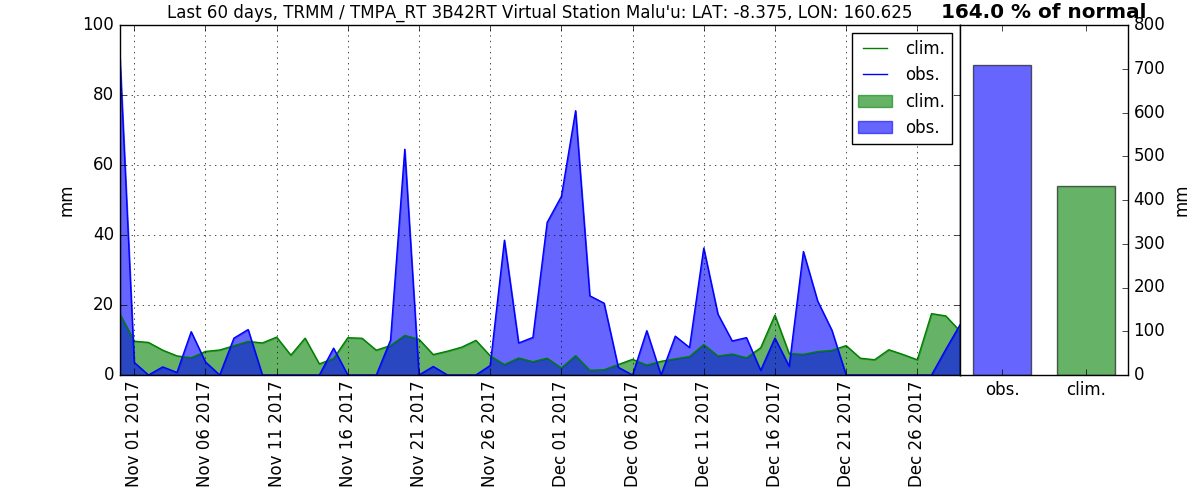 Last 60 days, TRMM / TMPA_RT 3B42RT Virtual Station Malu'u: LAT: -8.375, LON: 160.625
164.0 % of normal
100
80
60
40
20
0
mm
clim.
obs.
clim.
obs.
Nov 01 2017
Nov 06 2017
Nov 11 2017
Nov 16 2017
Nov 21 2017
Nov 26 2017
Dec 01 2017
Dec 06 2017
Dec 11 2017
Dec 16 2017
Dec 21 2017
Dec 26 2017
800
700
600
500
400
300
200
100
0
mm
obs.
clim.